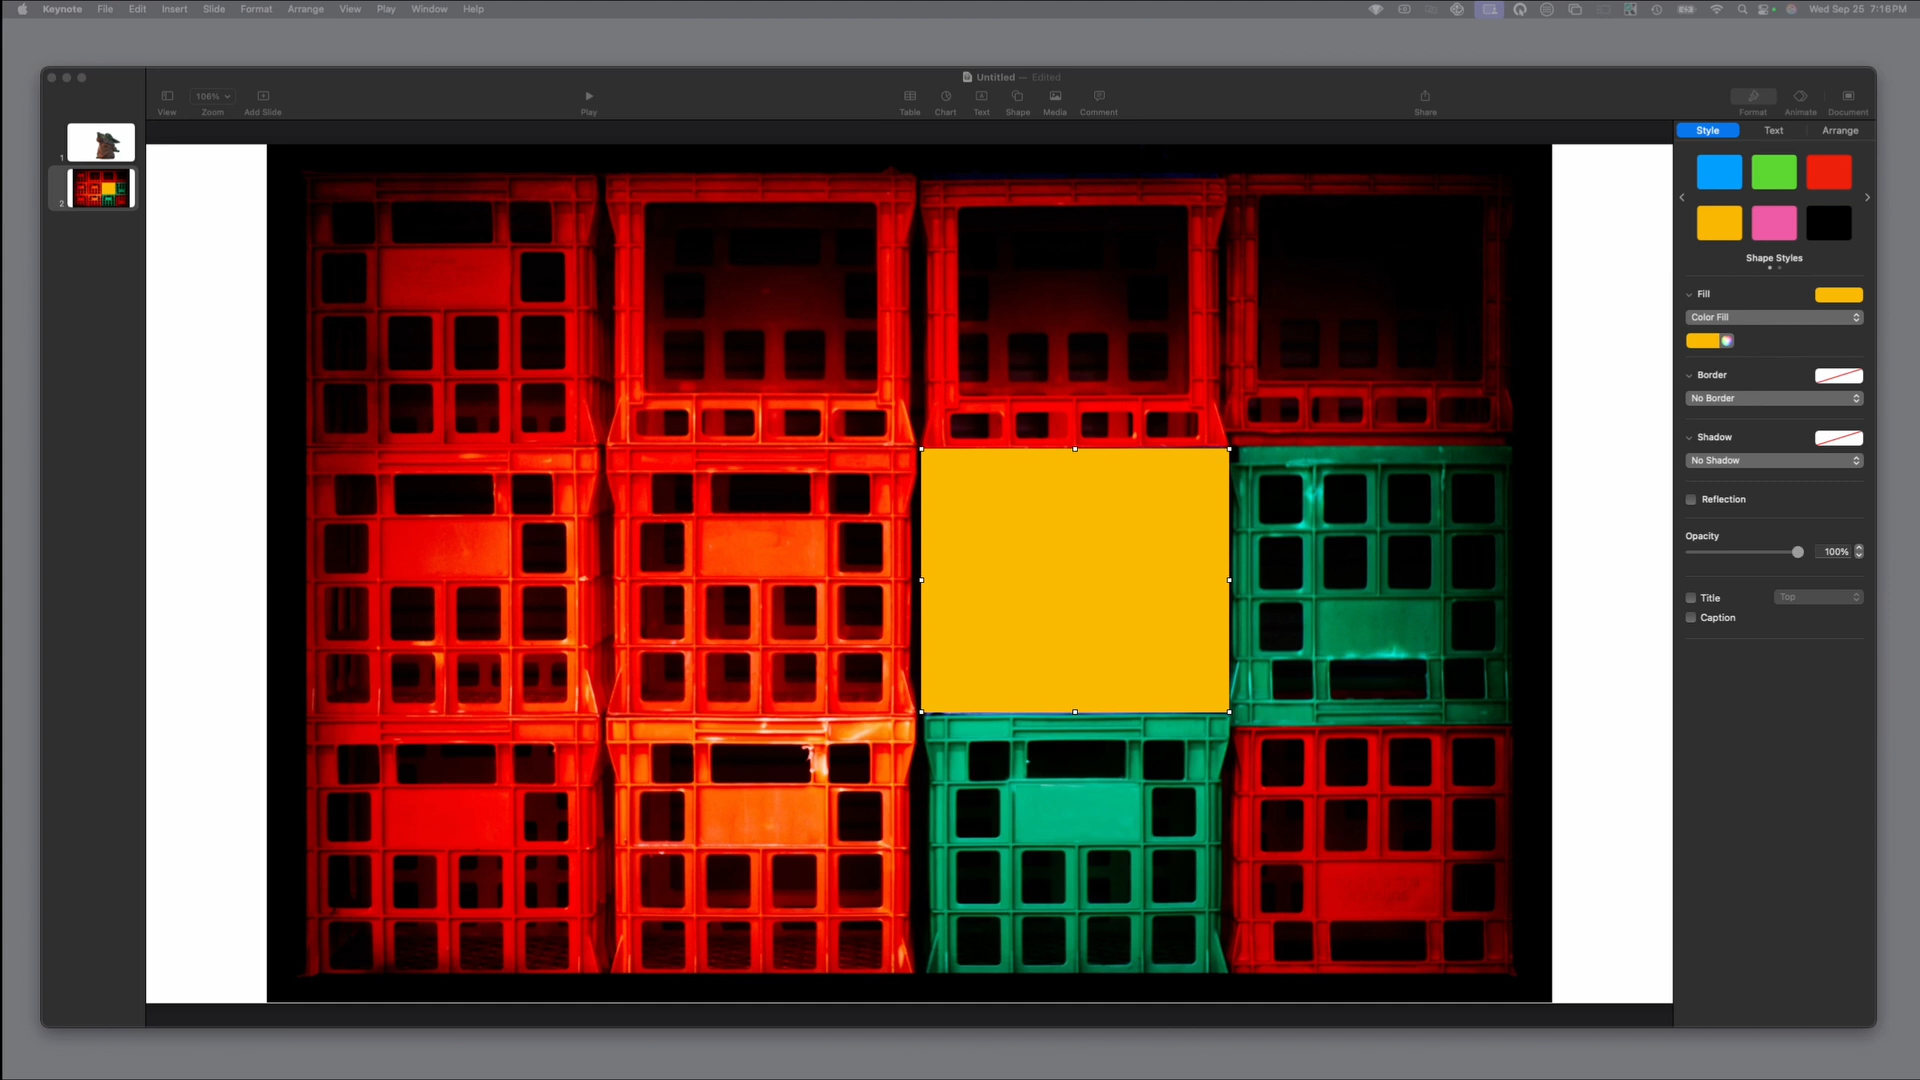 Keynote File Edit Insert Slide Format Arrange View Play Window Help Wed Sep 25 7:16 PM
Untitled — Edited
106%
View Zoom Add Slide Play Table Chart Text Shape Media Comment Share Format Animate Document
Style Text Arrange
1
2
Shape Styles
Fill
Color Fill
Border
No Border
Shadow
No Shadow
Reflection
Opacity
100%
Title Top
Caption